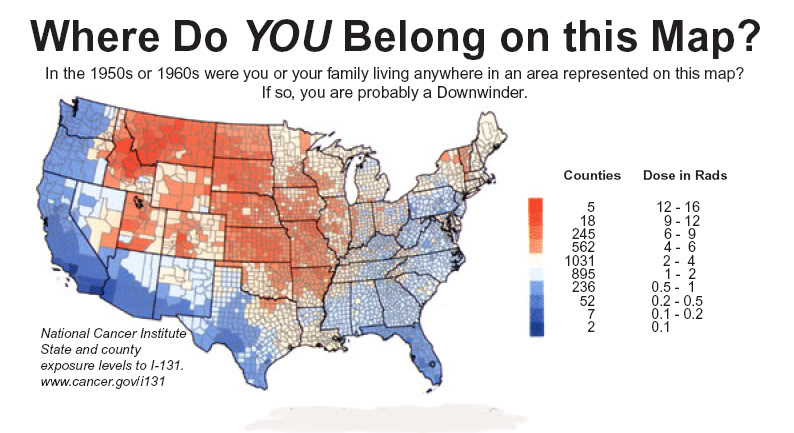 Where Do YOU Belong on this Map?
In the 1950s or 1960s were you or your family living anywhere in an area represented on this map?
If so, you are probably a Downwinder.
Counties Dose in Rads
5 12 - 16
18 9 - 12
245 6 - 9
562 4 - 6
1031 2 - 4
895 1 - 2
236 0.5 - 1
52 0.2 - 0.5
7 0.1 - 0.2
2 0.1
National Cancer Institute
State and county
exposure levels to I-131.
www.cancer.gov/i131